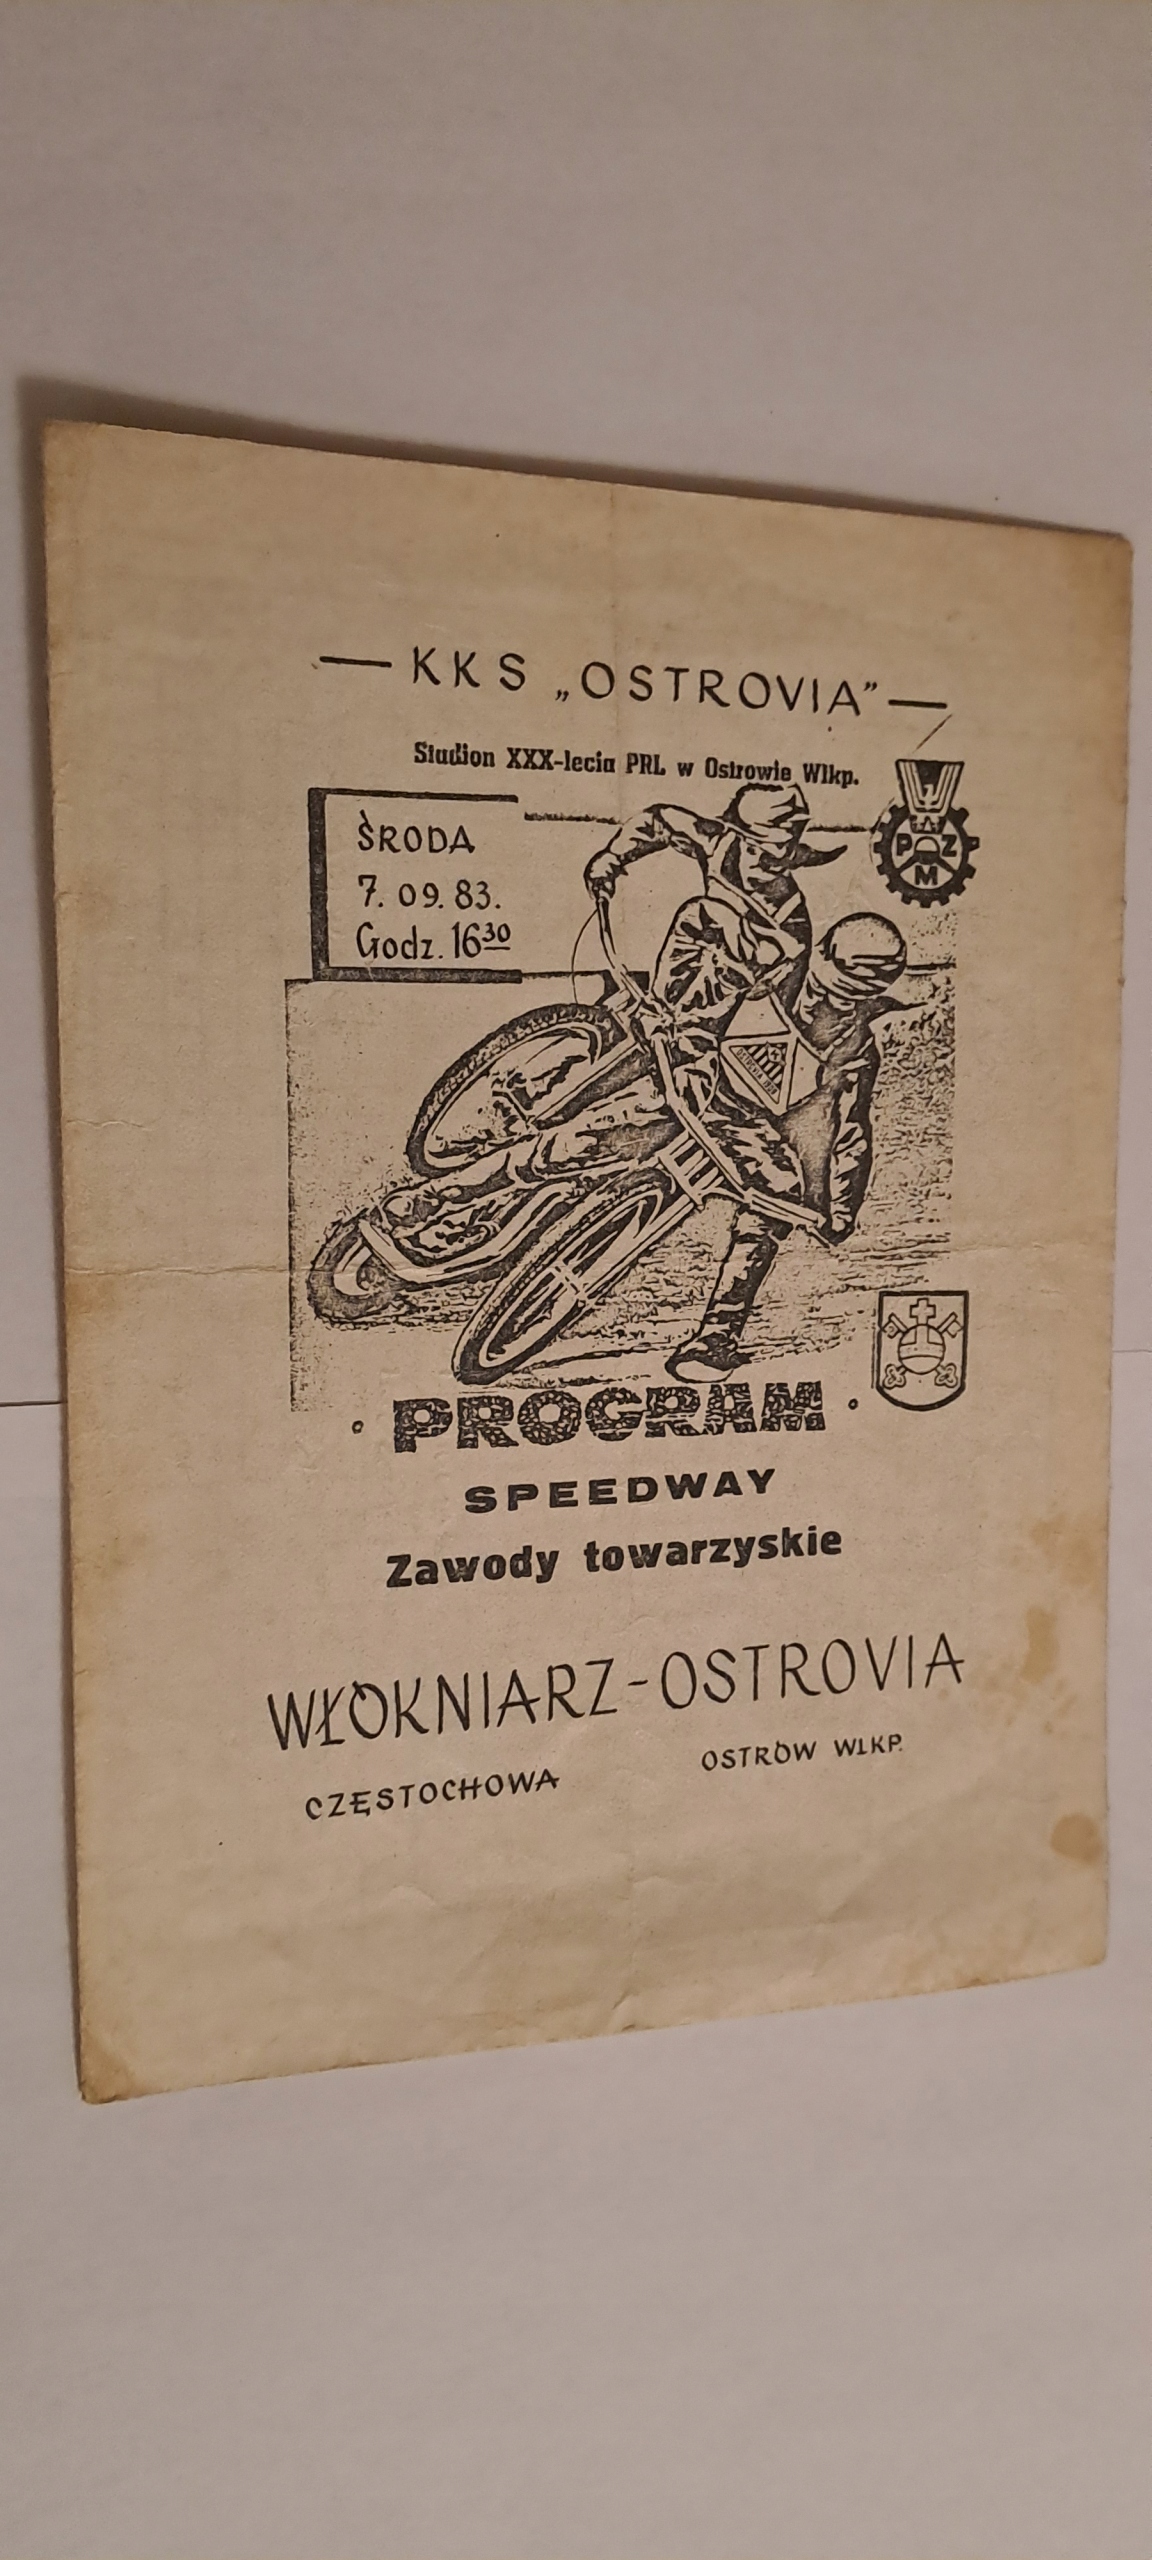 — KKS „OSTROVIA” —
Stadion XXX-lecia PRL w Ostrowie Wlkp.
ŚRODA
7. 09. 83.
Godz. 16³⁰
P Z
M
PROGRAM
SPEEDWAY
Zawody towarzyskie
WŁÓKNIARZ-OSTROVIA
CZĘSTOCHOWA OSTRÓW WLKP.